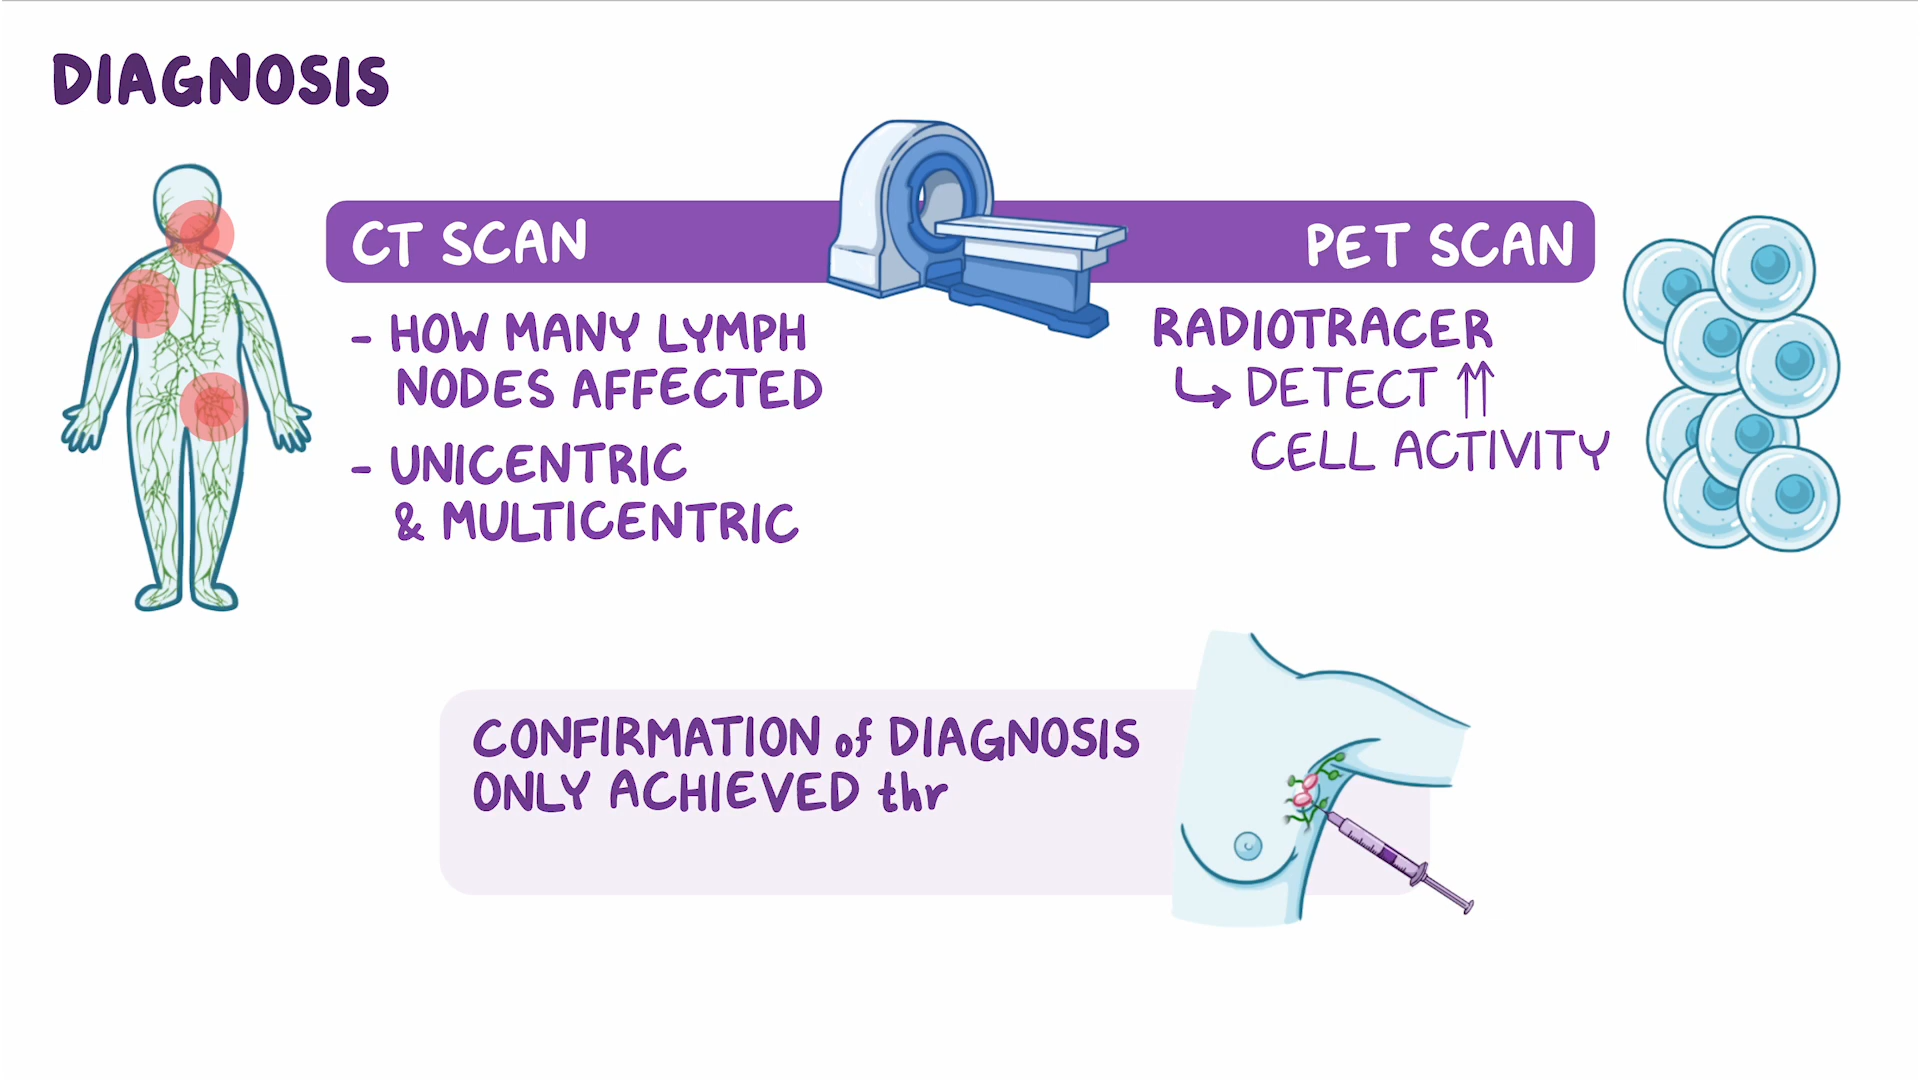 DIAGNOSIS
CT SCAN
- HOW MANY LYMPH
NODES AFFECTED
- UNICENTRIC
& MULTICENTRIC
PET SCAN
RADIOTRACER
↳ DETECT ↑↑
CELL ACTIVITY
CONFIRMATION of DIAGNOSIS
ONLY ACHIEVED thr